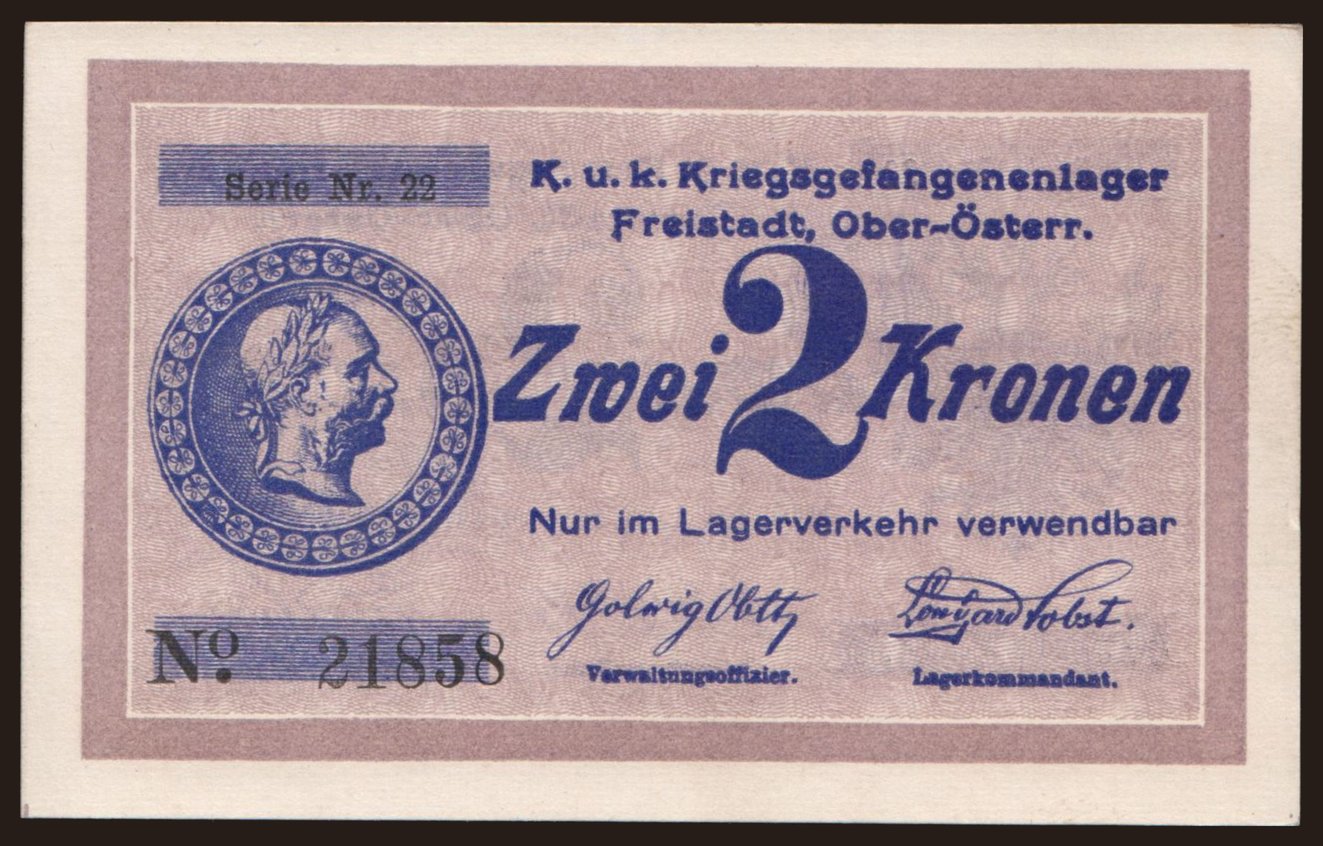 Serie Nr. 22
K. u. k. Kriegsgefangenenlager
Freistadt, Ober-Österr.
Zwei 2 Kronen
Nur im Lagerverkehr verwendbar
No. 21858
Verwaltungsoffizier.
Lagerkommandant.